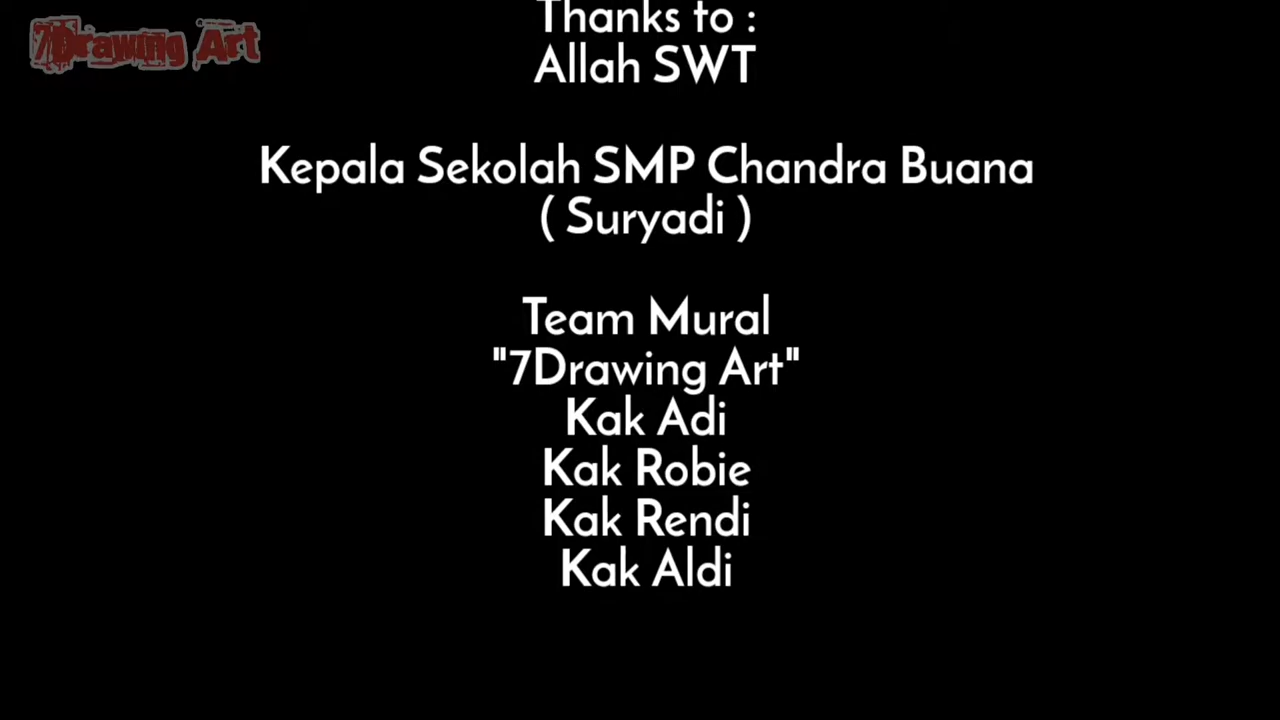 7Drawing Art
Thanks to :
Allah SWT
Kepala Sekolah SMP Chandra Buana
( Suryadi )
Team Mural
"7Drawing Art"
Kak Adi
Kak Robie
Kak Rendi
Kak Aldi